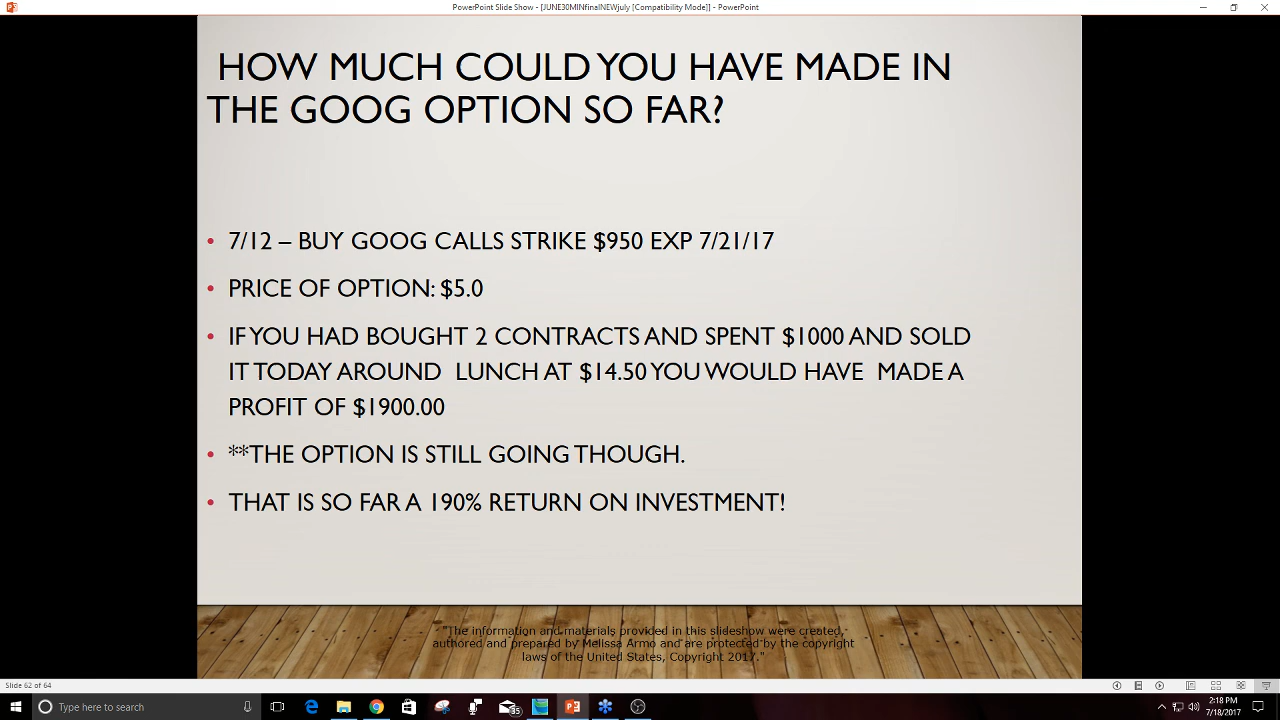 PowerPoint Slide Show - [JUNE30MINfinalNEWjuly [Compatibility Mode]] - PowerPoint
HOW MUCH COULD YOU HAVE MADE IN
THE GOOG OPTION SO FAR?
• 7/12 – BUY GOOG CALLS STRIKE $950 EXP 7/21/17
• PRICE OF OPTION: $5.0
• IF YOU HAD BOUGHT 2 CONTRACTS AND SPENT $1000 AND SOLD
IT TODAY AROUND LUNCH AT $14.50 YOU WOULD HAVE MADE A
PROFIT OF $1900.00
• **THE OPTION IS STILL GOING THOUGH.
• THAT IS SO FAR A 190% RETURN ON INVESTMENT!
"The information and materials provided in this slideshow were created,
authored and prepared by Melissa Armo and are protected by the copyright
laws of the United States, Copyright 2017."
Slide 62 of 64
Type here to search
35
2:18 PM
7/18/2017